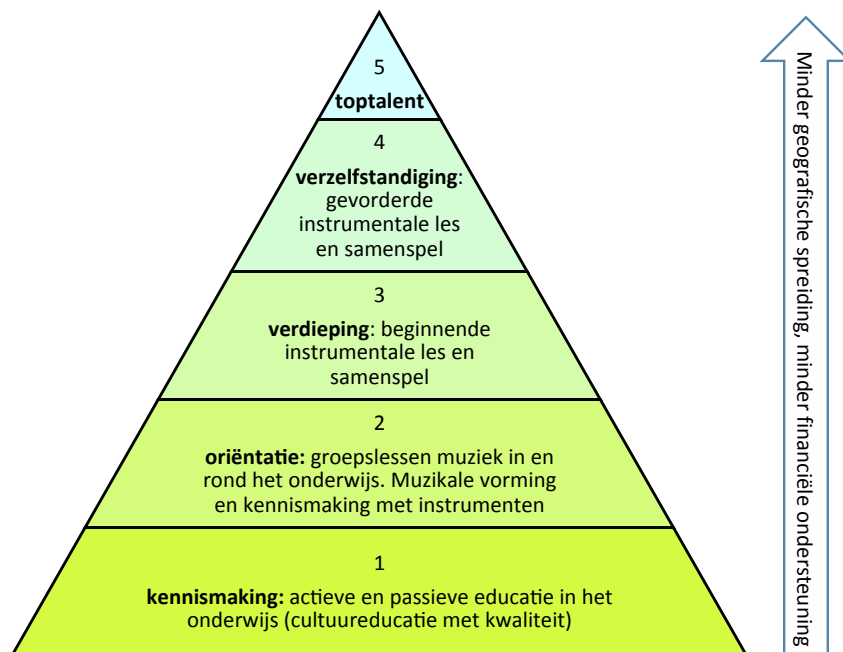 5
toptalent
4
verzelfstandiging:
gevorderde
instrumentale les
en samenspel
3
verdieping: beginnende
instrumentale les en
samenspel
2
oriëntatie: groepslessen muziek in en
rond het onderwijs. Muzikale vorming
en kennismaking met instrumenten
1
kennismaking: actieve en passieve educatie in het
onderwijs (cultuureducatie met kwaliteit)
Minder geografische spreiding, minder financiële ondersteuning